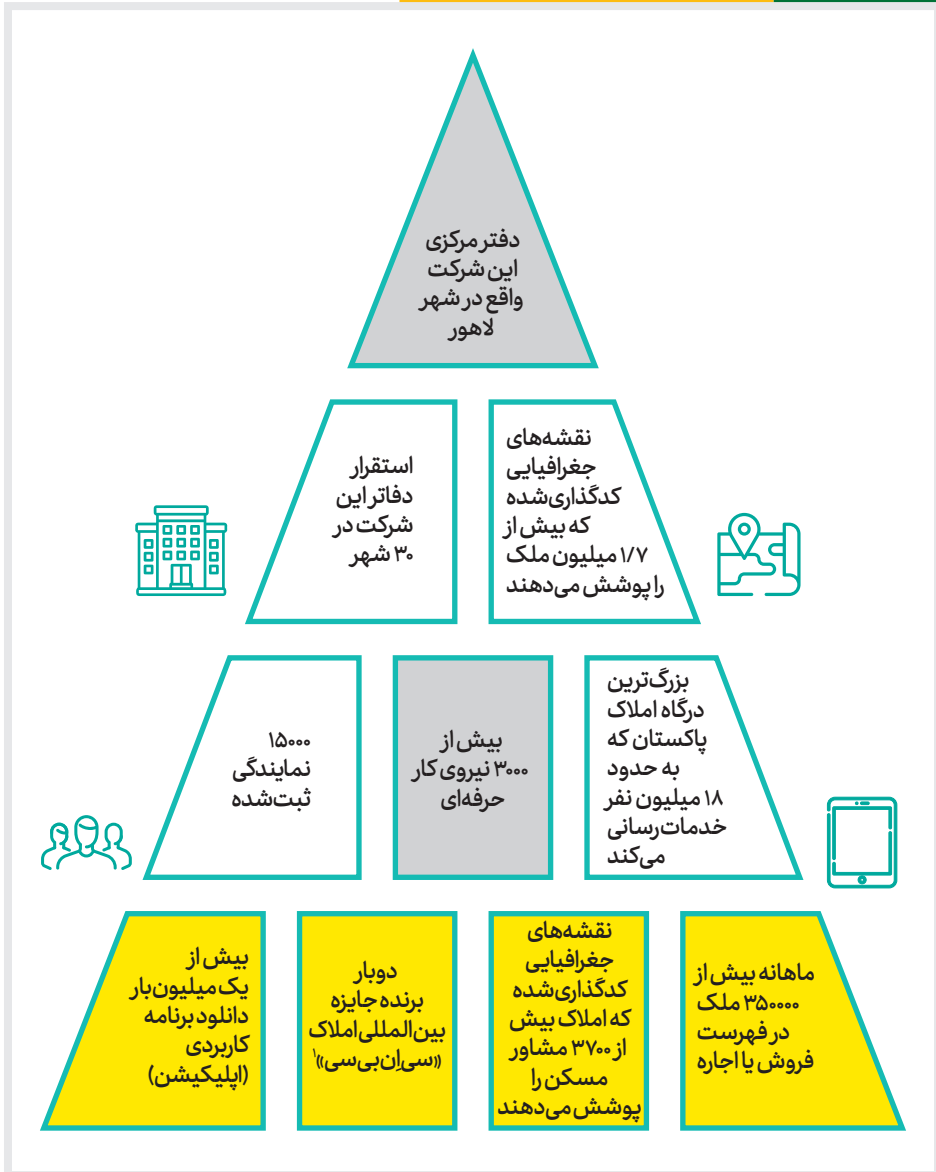 دفتر مرکزی
این شرکت
واقع در شهر
لاهور
نقشه‌های
جغرافیایی
کدگذاری‌شده
که بیش از
۱/۷ میلیون ملک
را پوشش می‌دهند
استقرار
دفاتر این
شرکت در
۳۰ شهر
بزرگ‌ترین
درگاه املاک
پاکستان که
به حدود
۱۸ میلیون نفر
خدمات‌رسانی
می‌کند
بیش از
۳۰۰۰ نیروی کار
حرفه‌ای
۱۵۰۰۰
نمایندگی
ثبت‌شده
ماهانه بیش از
۳۵۰۰۰۰ ملک
در فهرست
فروش یا اجاره
نقشه‌های
جغرافیایی
کدگذاری‌شده
که املاک بیش
از ۳۷۰۰ مشاور
مسکن را
پوشش می‌دهند
دوبار
برنده جایزه
بین‌المللی املاک
«سی‌اِن‌بی‌سی»۱
بیش از
یک میلیون بار
دانلود برنامه
کاربردی
(اپلیکیشن)